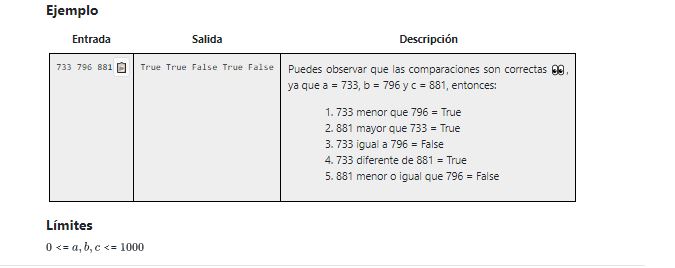 Ejemplo
Entrada Salida Descripción
733 796 881 True True False True False Puedes observar que las comparaciones son correctas 👀,
ya que a = 733, b = 796 y c = 881, entonces:
1. 733 menor que 796 = True
2. 881 mayor que 733 = True
3. 733 igual a 796 = False
4. 733 diferente de 881 = True
5. 881 menor o igual que 796 = False
Límites
0 <= a, b, c <= 1000